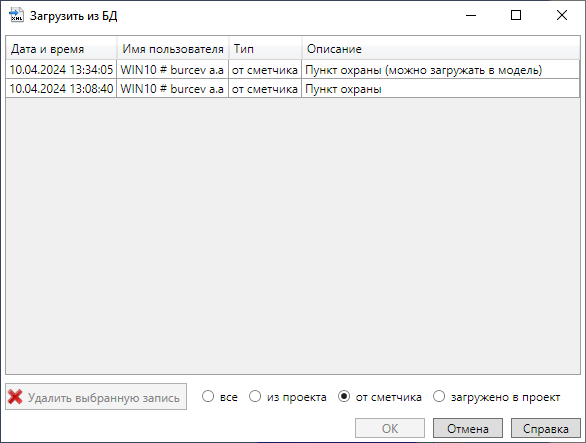 XML
Загрузить из БД
Дата и время Имя пользователя Тип Описание
10.04.2024 13:34:05 WIN10 # burcev a.a от сметчика Пункт охраны (можно загружать в модель)
10.04.2024 13:08:40 WIN10 # burcev a.a от сметчика Пункт охраны
Удалить выбранную запись все из проекта от сметчика загружено в проект
ОК Отмена Справка